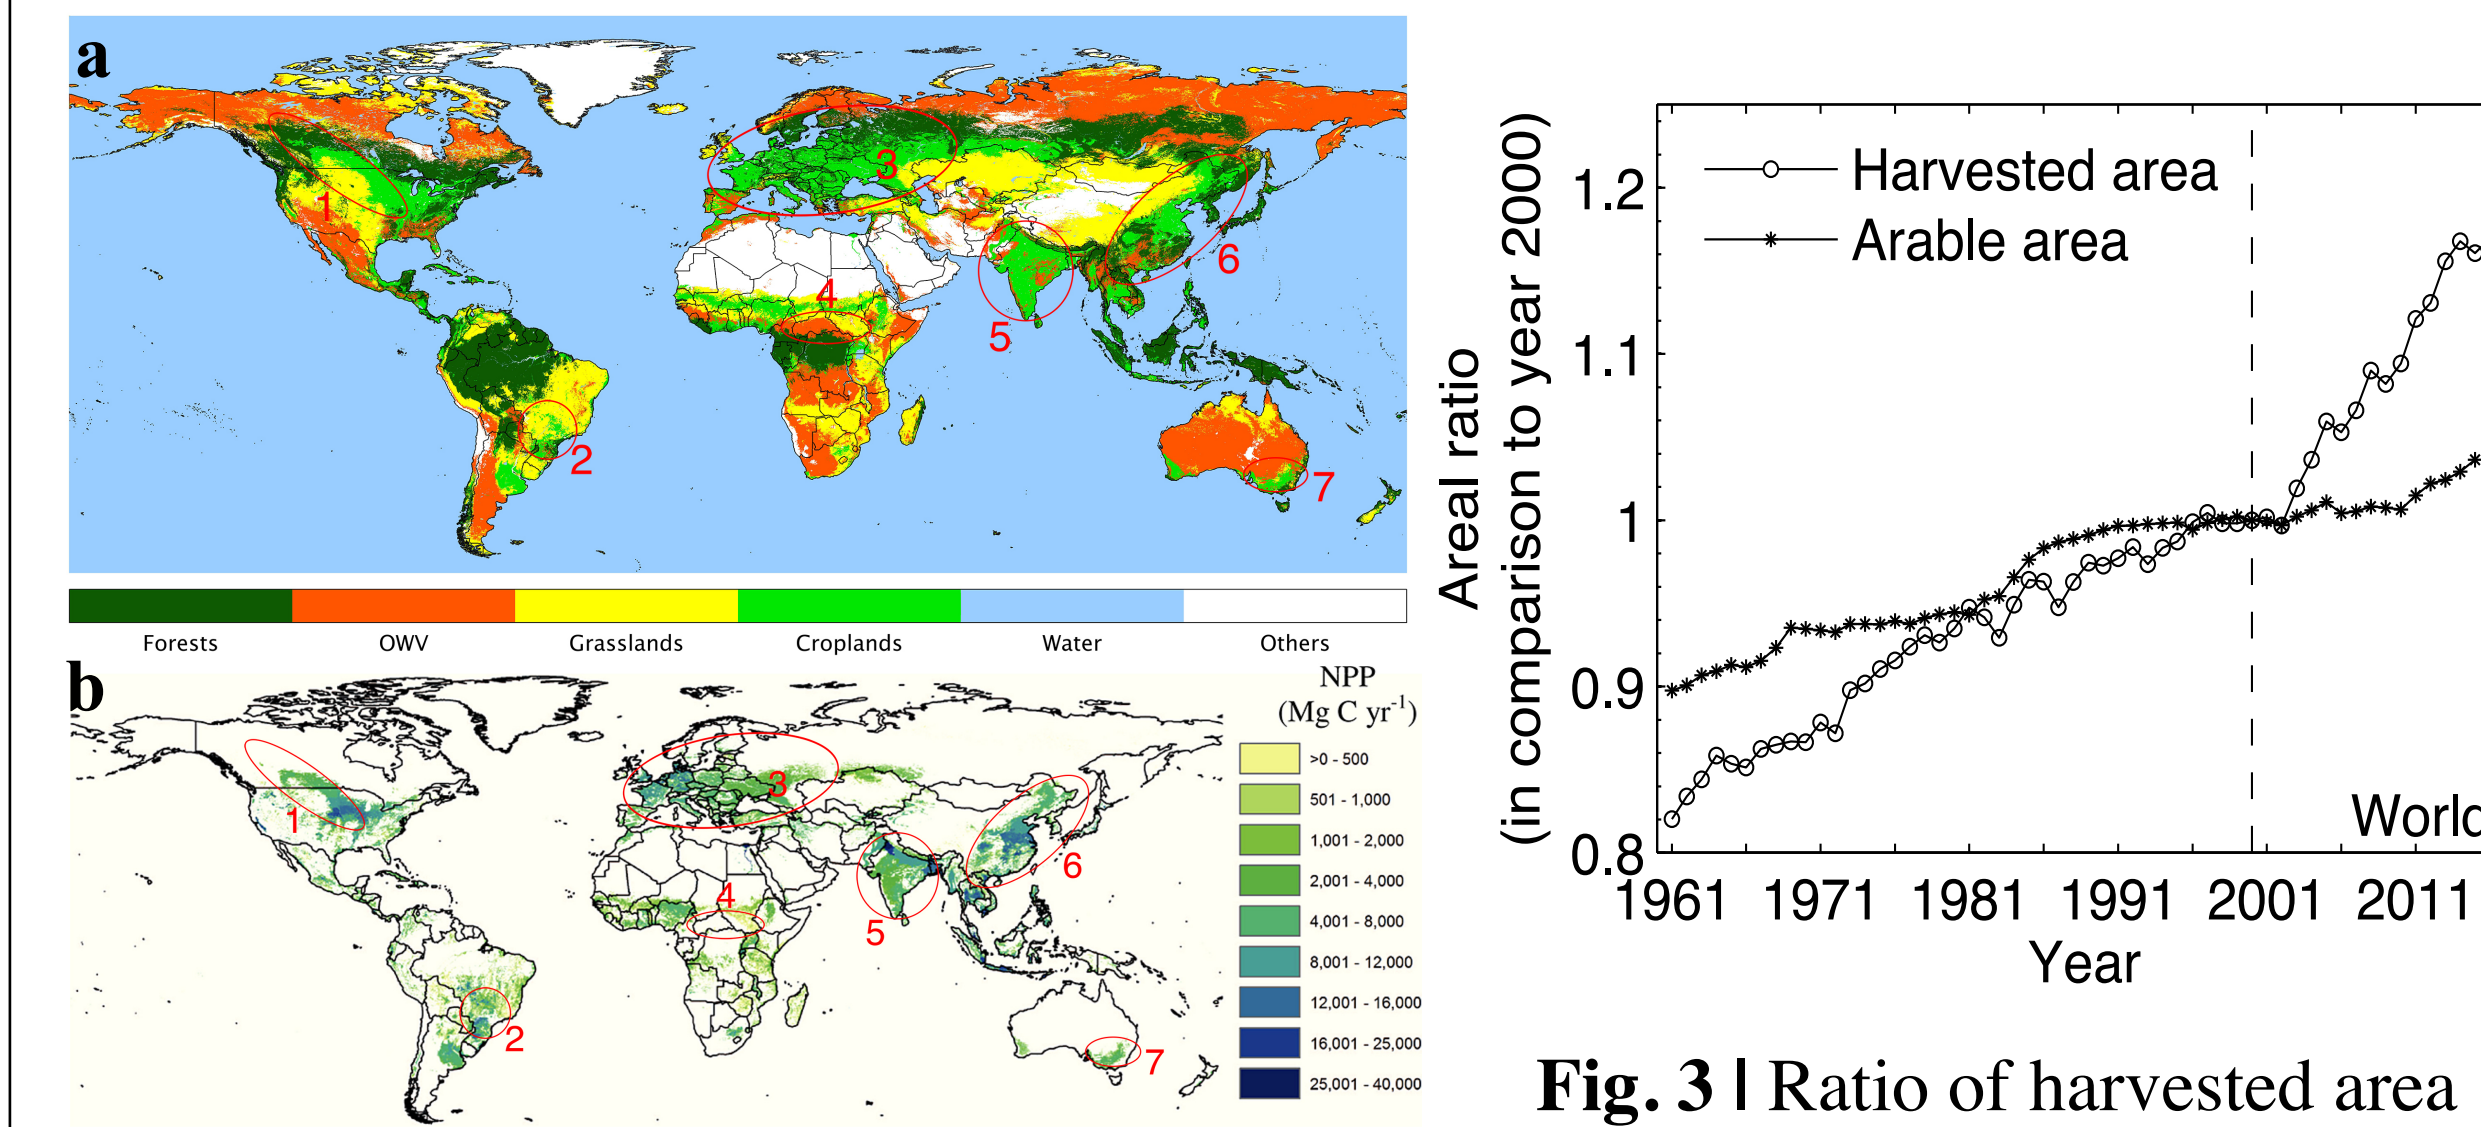 a
1
2
3
4
5
6
7
Forests OWV Grasslands Croplands Water Others
b
NPP
(Mg C yr-1)
>0 - 500
501 - 1,000
1,001 - 2,000
2,001 - 4,000
4,001 - 8,000
8,001 - 12,000
12,001 - 16,000
16,001 - 25,000
25,001 - 40,000
1
2
3
4
5
6
7
Areal ratio
(in comparison to year 2000)
Harvested area
Arable area
1.2
1.1
1
0.9
0.8
World
1961 1971 1981 1991 2001 2011
Year
Fig. 3 | Ratio of harvested area